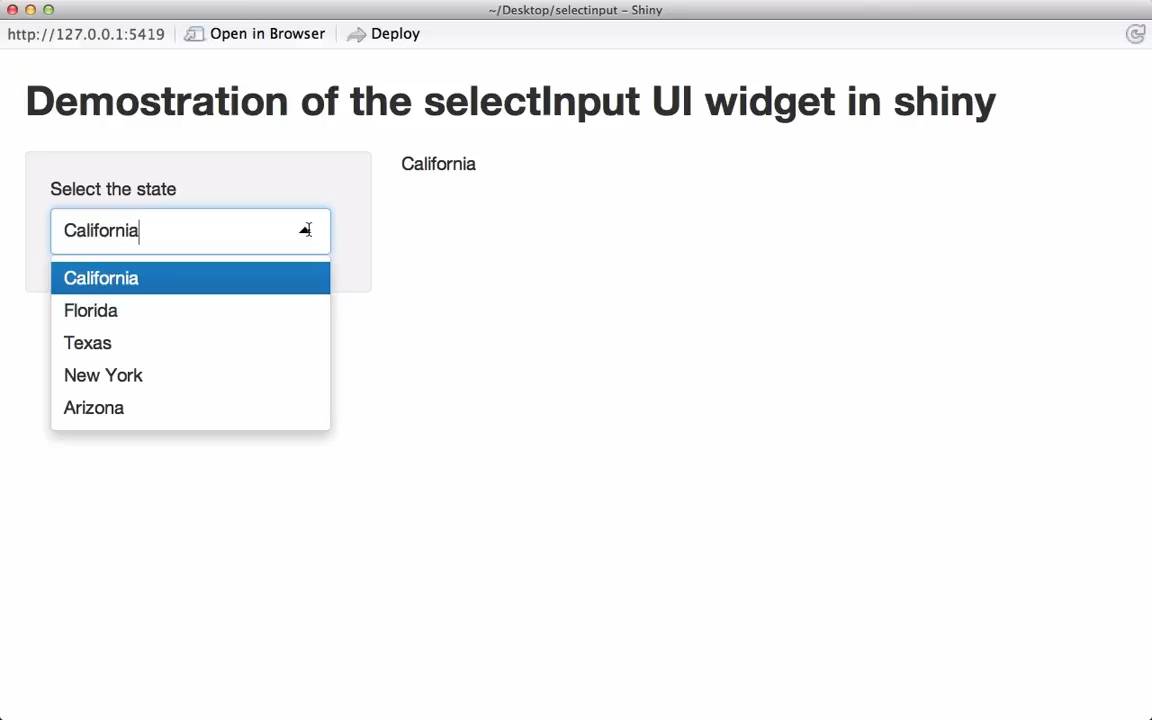 ~/Desktop/selectinput – Shiny
http://127.0.0.1:5419 Open in Browser Deploy
Demostration of the selectInput UI widget in shiny
Select the state
California
California
California
Florida
Texas
New York
Arizona